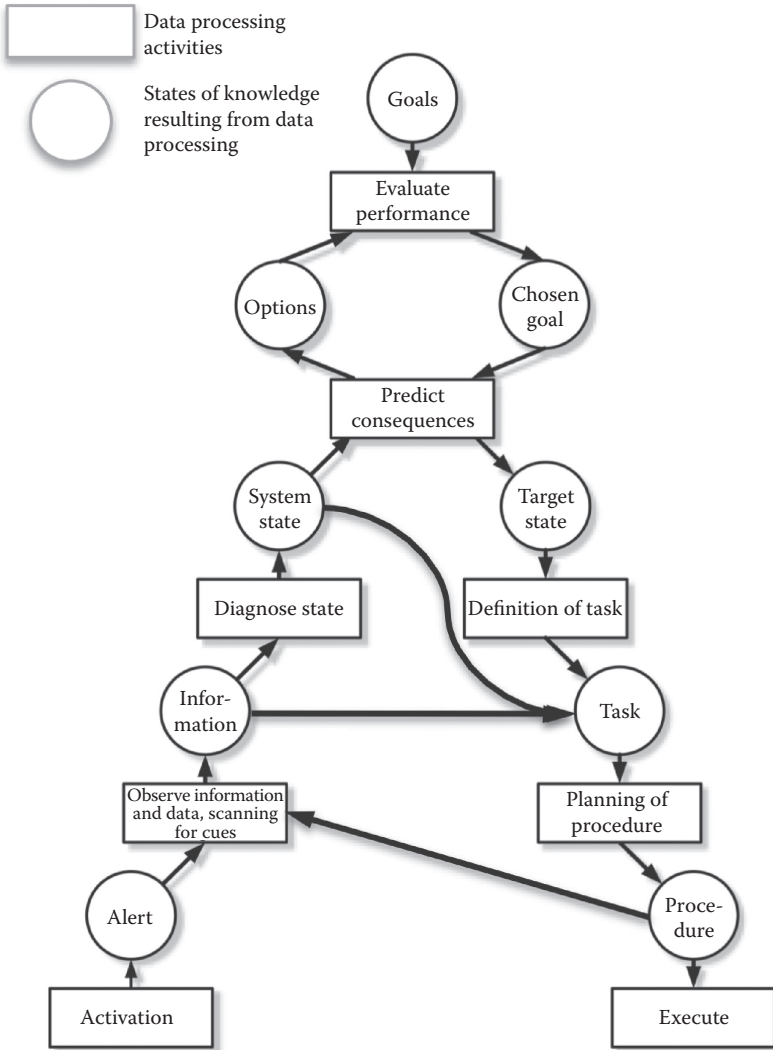 Data processing
activities
States of knowledge
resulting from data
processing
Goals
Evaluate
performance
Options
Chosen
goal
Predict
consequences
System
state
Target
state
Diagnose state
Definition of task
Infor-
mation
Task
Observe information
and data, scanning
for cues
Planning of
procedure
Alert
Proce-
dure
Activation
Execute